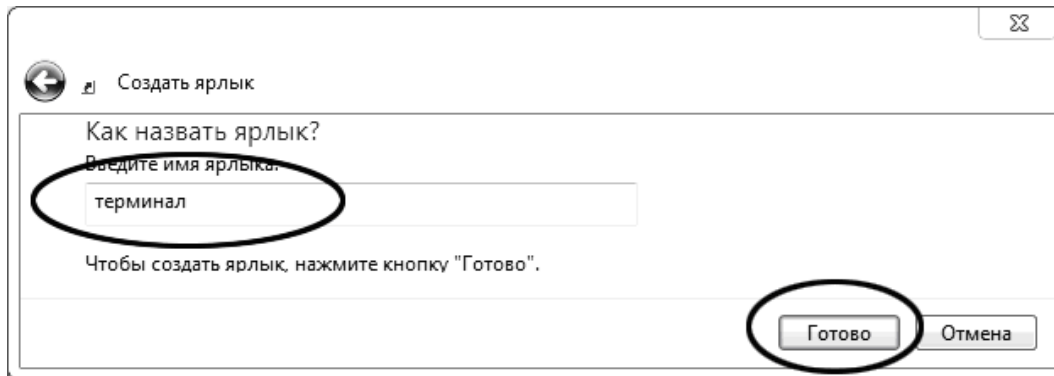 Создать ярлык
Как назвать ярлык?
Введите имя ярлыка:
терминал
Чтобы создать ярлык, нажмите кнопку "Готово".
Готово Отмена